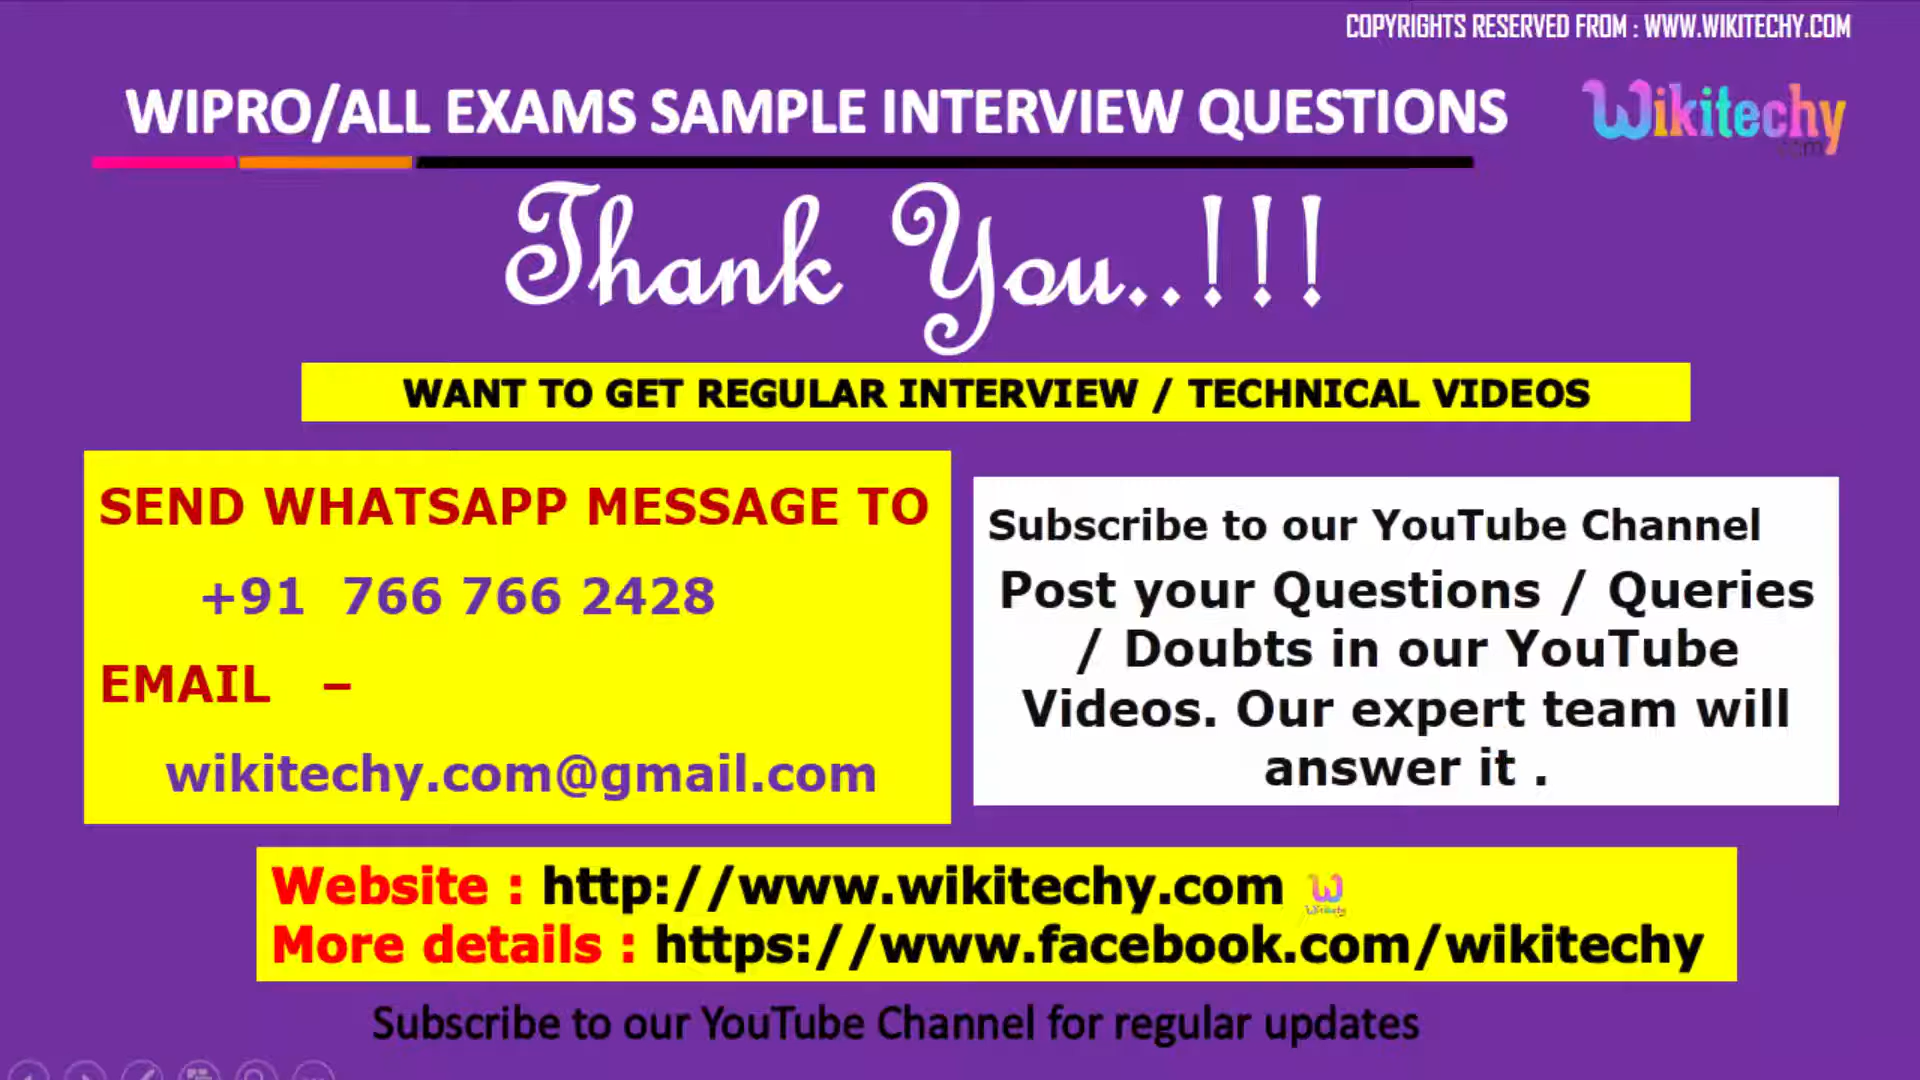 COPYRIGHTS RESERVED FROM : WWW.WIKITECHY.COM
WIPRO/ALL EXAMS SAMPLE INTERVIEW QUESTIONS
Wikitechy
.com
Thank You..!!!
WANT TO GET REGULAR INTERVIEW / TECHNICAL VIDEOS
SEND WHATSAPP MESSAGE TO
+91 766 766 2428
EMAIL –
wikitechy.com@gmail.com
Subscribe to our YouTube Channel
Post your Questions / Queries
/ Doubts in our YouTube
Videos. Our expert team will
answer it .
Website : http://www.wikitechy.com
W
Wikitechy
More details : https://www.facebook.com/wikitechy
Subscribe to our YouTube Channel for regular updates